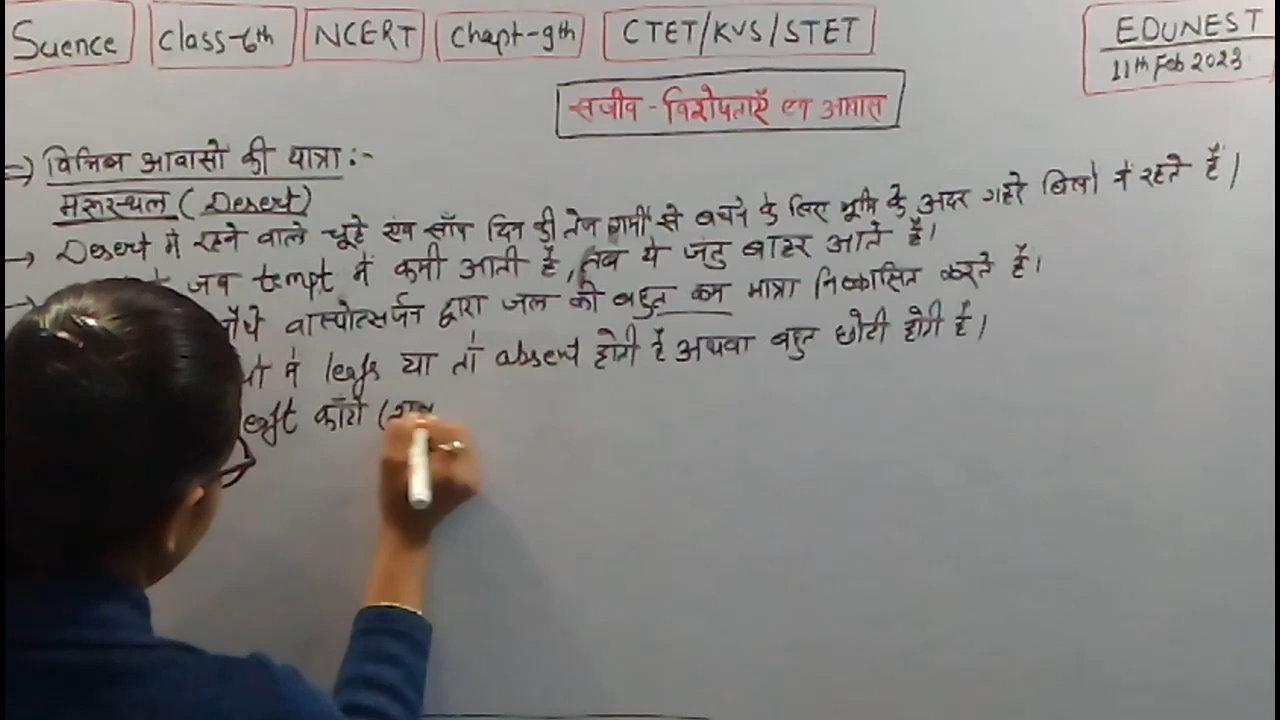 Science class-6th NCERT Chapt-9th CTET/KVS/STET
EDUNEST
11th Feb 2023
सजीव - विशेषताएँ एवं आवास
=> विभिन्न आवासो की यात्रा :-
मरूस्थल (Desert)
→ Desert में रहने वाले चूहे एंव साँप दिन की तेज गर्मी से बचने के लिए भूमि के अंदर गहरे बिलो में रहते हैं।
जब tempt में कमी आती है, तब ये जंतु बाहर आते हैं।
वाष्पोत्सर्जन द्वारा जल की बहुत कम मात्रा निष्कासित करते हैं।
में leafs या तो absent होती हैं अथवा बहुत छोटी होती हैं।
कॉटो (